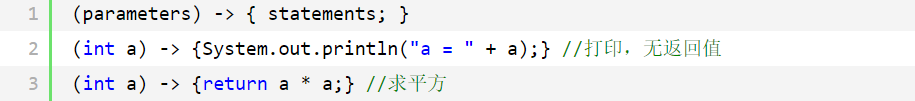 1 (parameters) -> { statements; }
2 (int a) -> {System.out.println("a = " + a);} //打印，无返回值
3 (int a) -> {return a * a;} //求平方